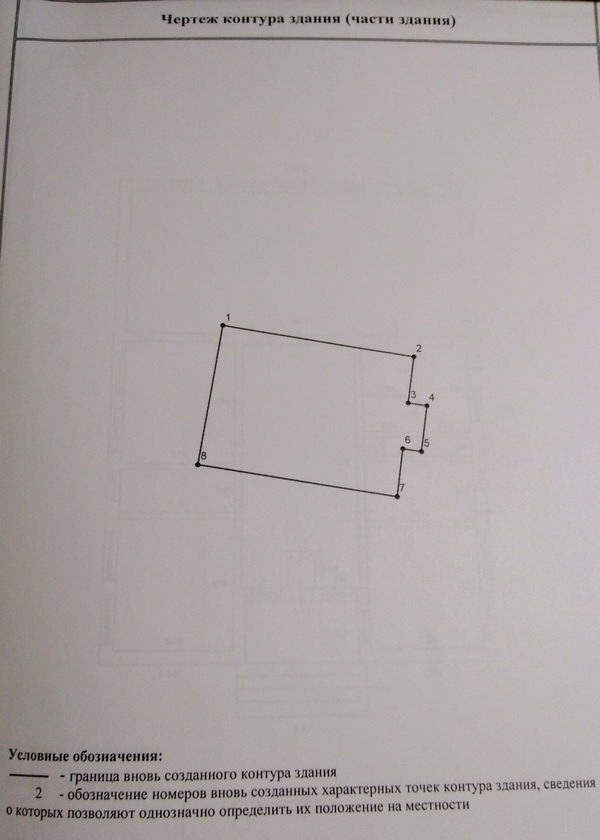 Чертеж контура здания (части здания)
1
2
3
4
6
5
8
7
Условные обозначения:
- граница вновь созданного контура здания
2 - обозначение номеров вновь созданных характерных точек контура здания, сведения
о которых позволяют однозначно определить их положение на местности